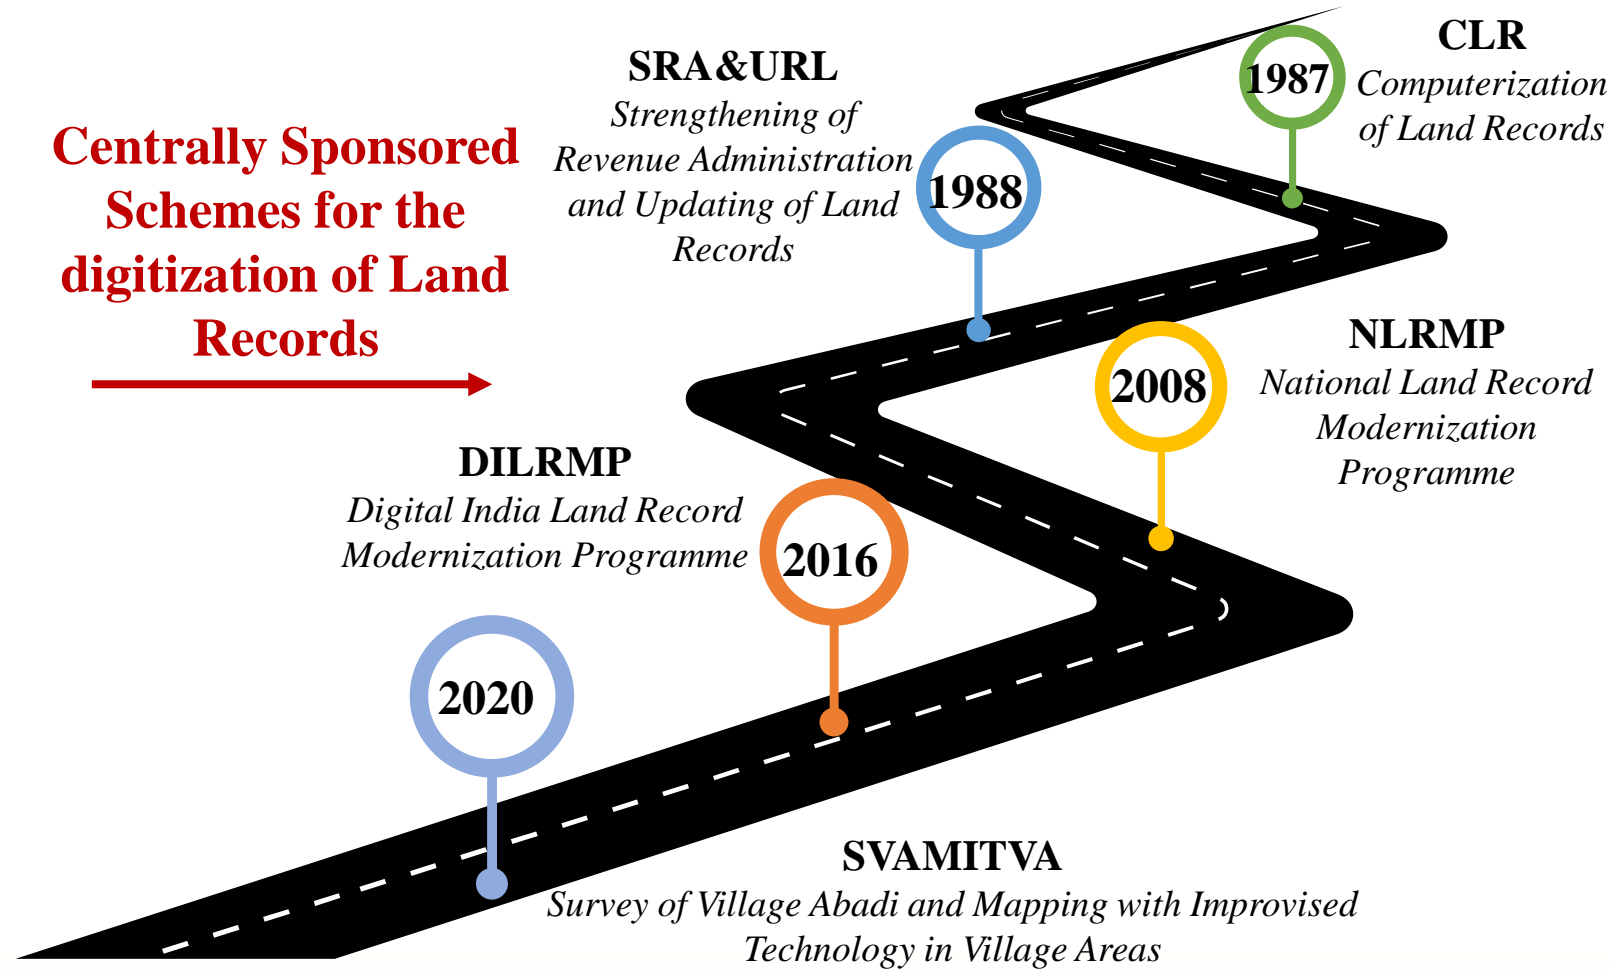 Centrally Sponsored
Schemes for the
digitization of Land
Records
CLR
Computerization
of Land Records
1987
SRA&URL
Strengthening of
Revenue Administration
and Updating of Land
Records
1988
NLRMP
National Land Record
Modernization
Programme
2008
DILRMP
Digital India Land Record
Modernization Programme
2016
2020
SVAMITVA
Survey of Village Abadi and Mapping with Improvised
Technology in Village Areas